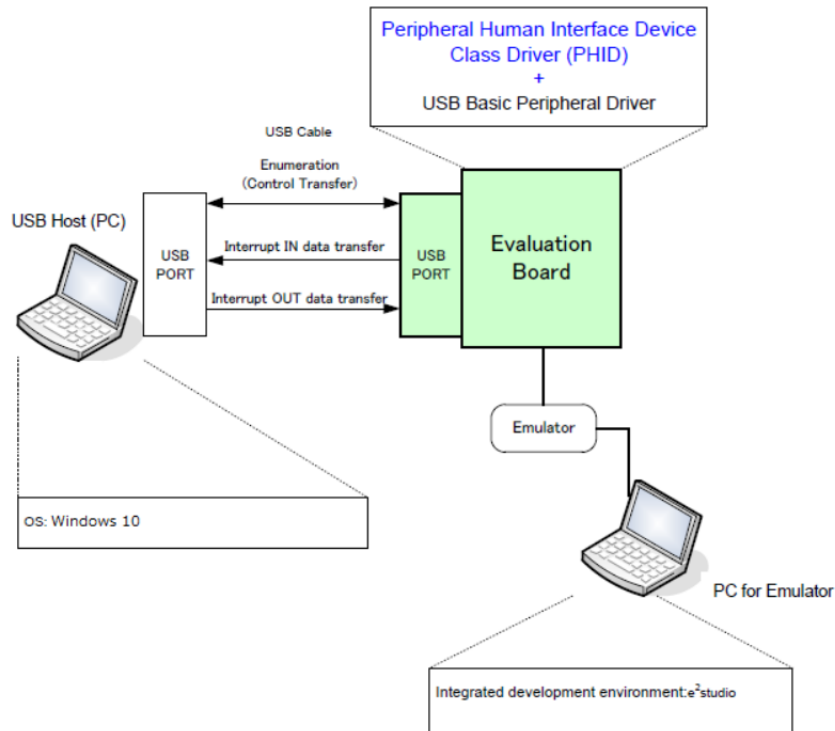 Peripheral Human Interface Device
Class Driver (PHID)
+
USB Basic Peripheral Driver
USB Cable
Enumeration
(Control Transfer)
USB Host (PC)
USB
PORT
Interrupt IN data transfer
Interrupt OUT data transfer
USB
PORT
Evaluation
Board
Emulator
OS: Windows 10
PC for Emulator
Integrated development environment:e²studio